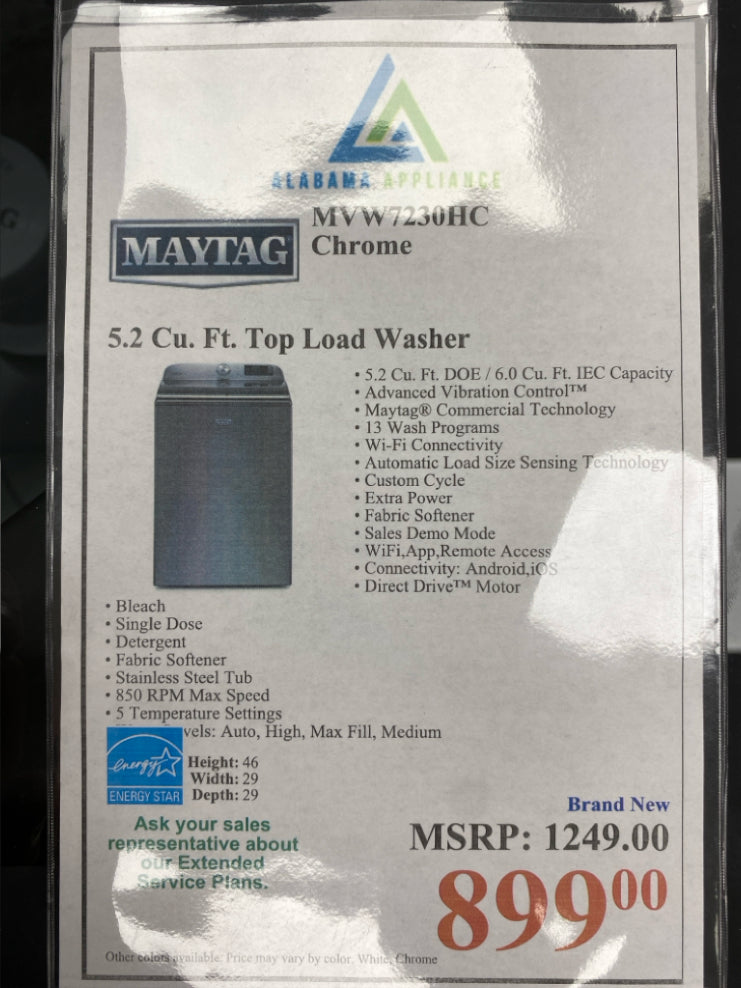 ALABAMA APPLIANCE
MVW7230HC
MAYTAG
Chrome
5.2 Cu. Ft. Top Load Washer
• 5.2 Cu. Ft. DOE / 6.0 Cu. Ft. IEC Capacity
• Advanced Vibration Control™
• Maytag® Commercial Technology
• 13 Wash Programs
• Wi-Fi Connectivity
• Automatic Load Size Sensing Technology
• Custom Cycle
• Extra Power
• Fabric Softener
• Sales Demo Mode
• WiFi,App,Remote Access
• Connectivity: Android,iOS
• Direct Drive™ Motor
• Bleach
• Single Dose
• Detergent
• Fabric Softener
• Stainless Steel Tub
• 850 RPM Max Speed
• 5 Temperature Settings
vels: Auto, High, Max Fill, Medium
energy
ENERGY STAR
Height: 46
Width: 29
Depth: 29
Ask your sales
representative about
our Extended
Service Plans.
Brand New
MSRP: 1249.00
89900
Other colors available. Price may vary by color. White, Chrome